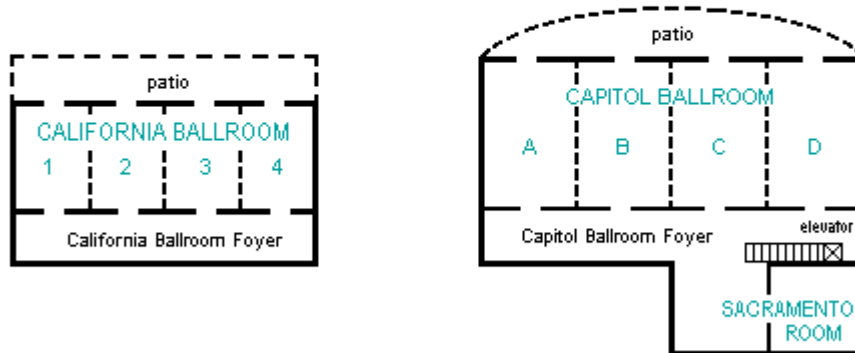 patio
CALIFORNIA BALLROOM
1 2 3 4
California Ballroom Foyer
patio
CAPITOL BALLROOM
A B C D
Capitol Ballroom Foyer
elevator
SACRAMENTO
ROOM